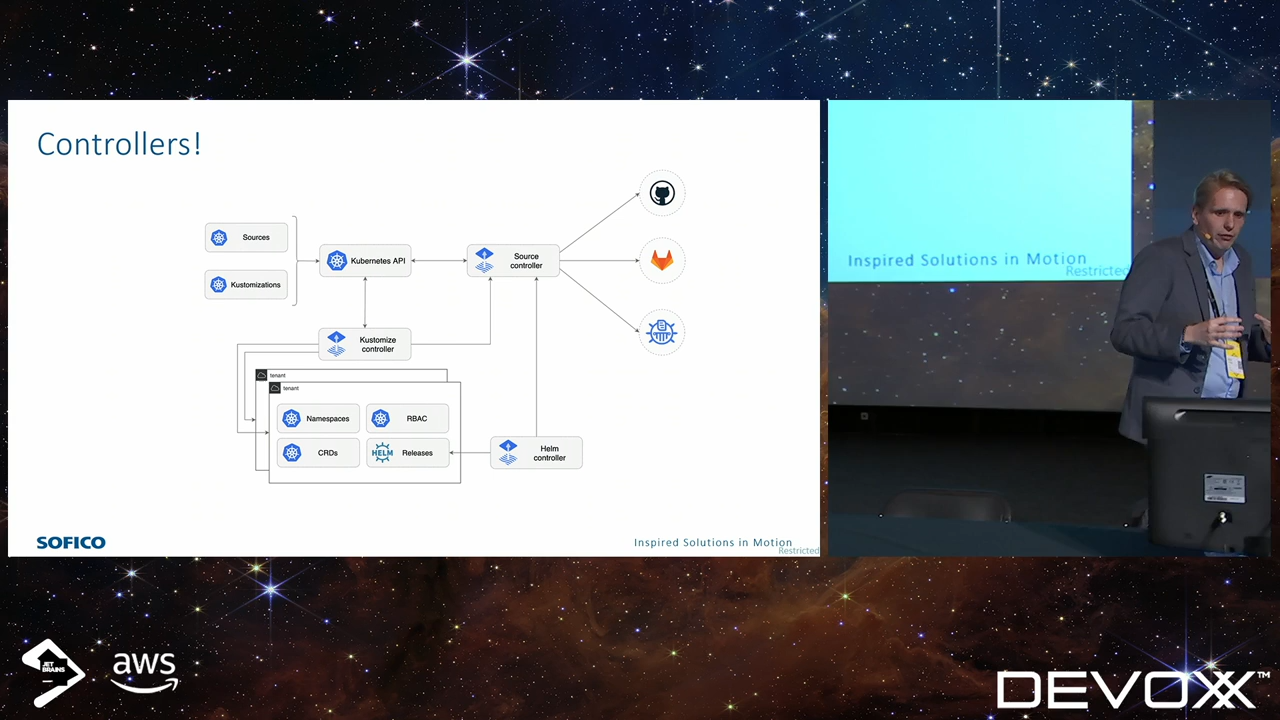 Controllers!
Sources
Kustomizations
Kubernetes API
Source
controller
Kustomize
controller
tenant
tenant
Namespaces
RBAC
CRDs
HELM
Releases
Helm
controller
SOFICO
Inspired Solutions in Motion
Restricted
Inspired Solutions in Motion
Restricted
JET
BRAINS
aws
DEVOXX™